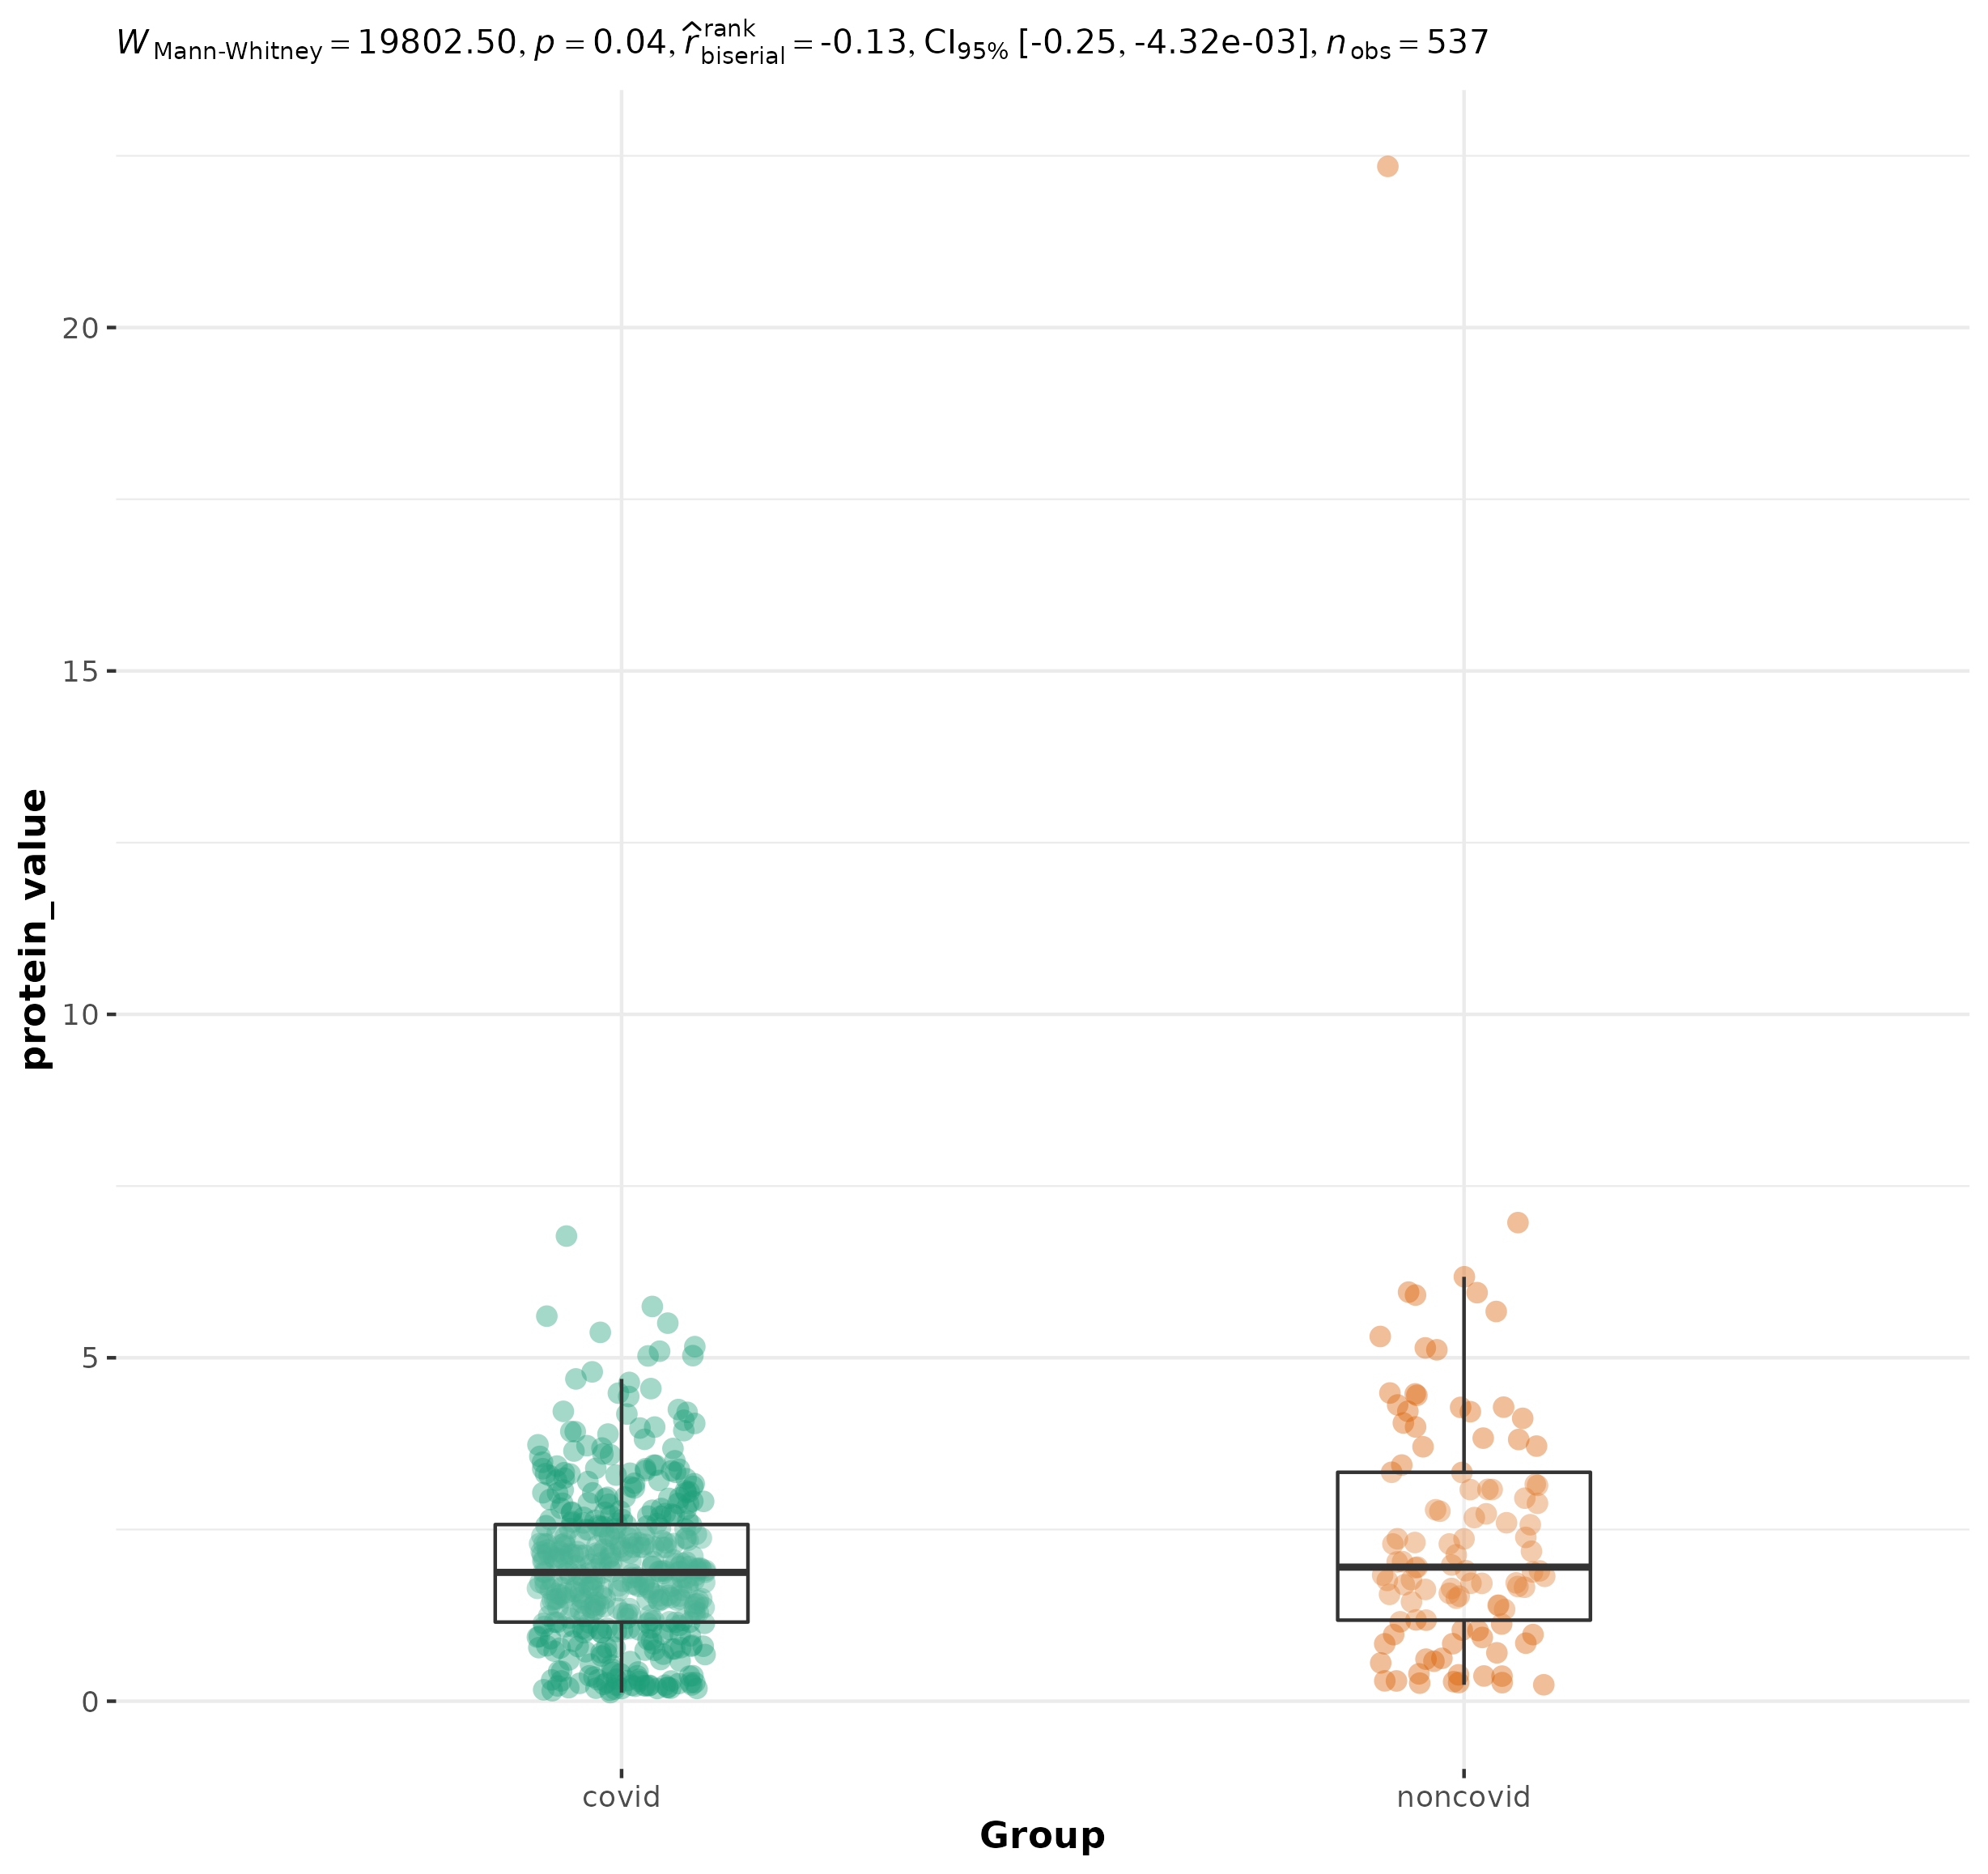 W Mann-Whitney = 19802.50, p = 0.04, r̂ rank biserial = -0.13, CI95% [-0.25, -4.32e-03], n obs = 537
20
15
10
5
0
protein_value
covid noncovid
Group